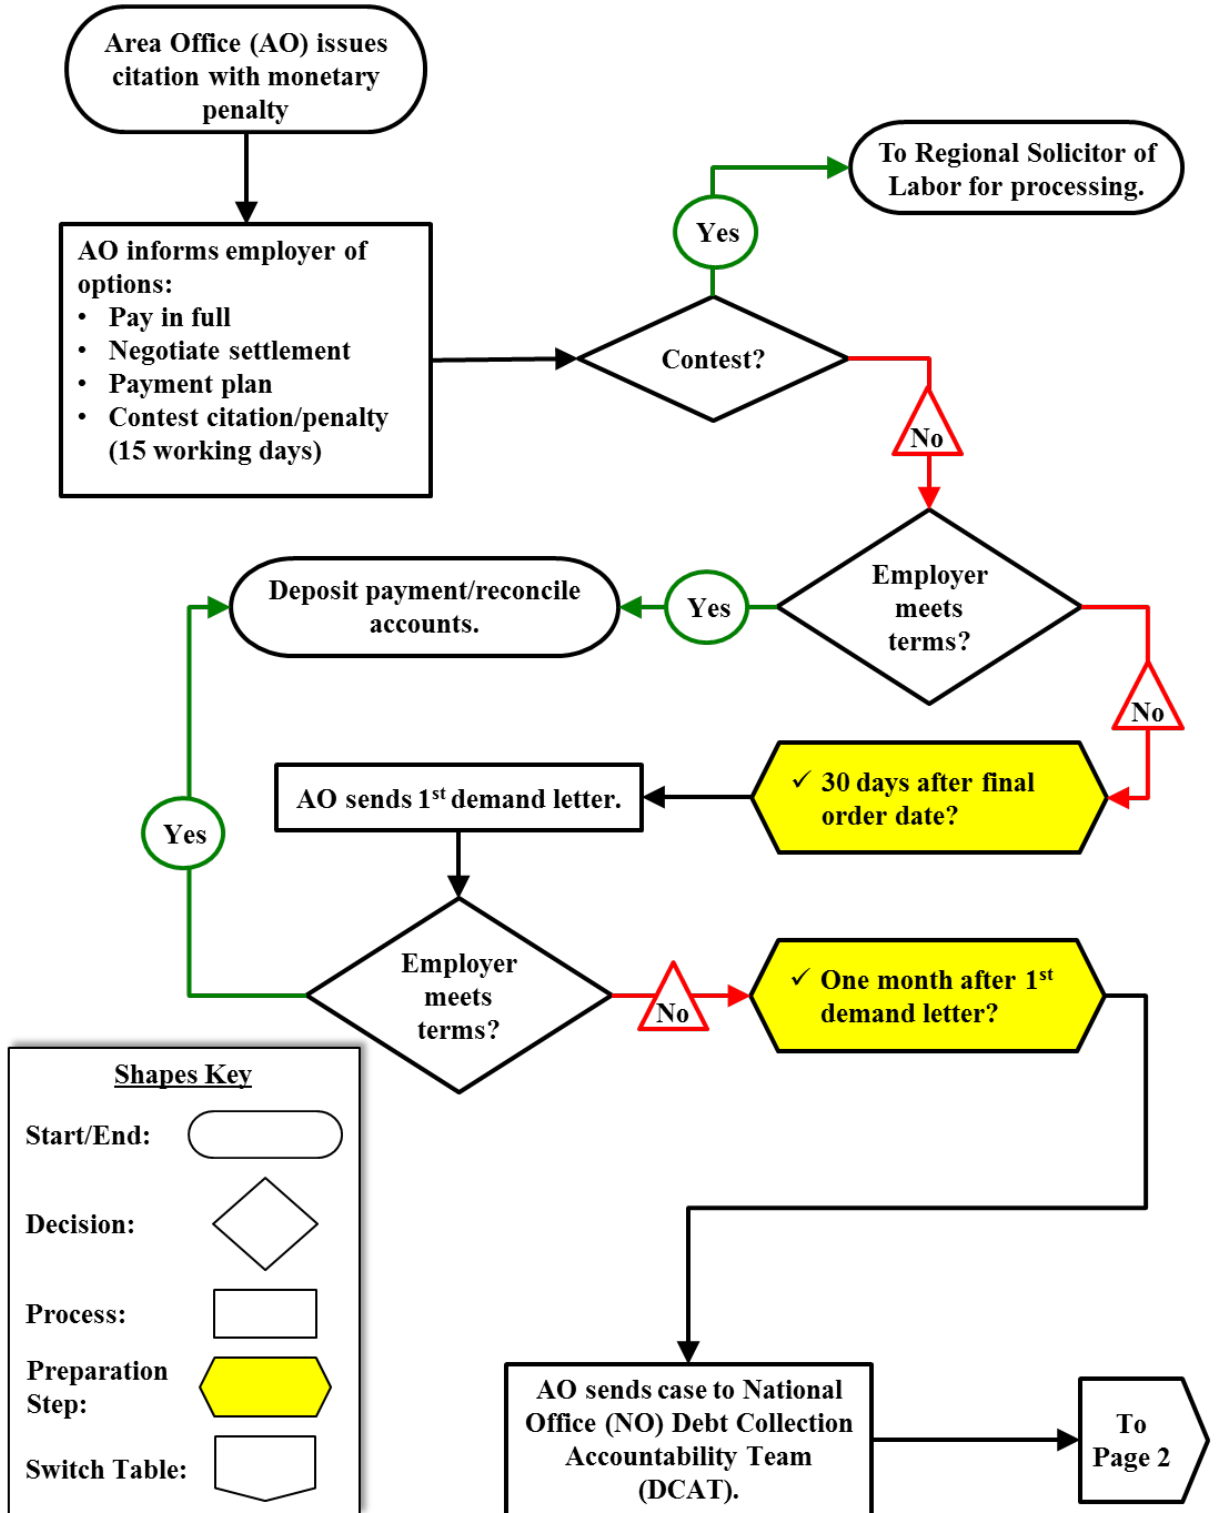 Area Office (AO) issues
citation with monetary
penalty
To Regional Solicitor of
Labor for processing.
Yes
AO informs employer of
options:
• Pay in full
• Negotiate settlement
• Payment plan
• Contest citation/penalty
(15 working days)
Contest?
No
Employer
meets
terms?
Yes
Deposit payment/reconcile
accounts.
No
✓ 30 days after final
order date?
AO sends 1st demand letter.
Yes
Employer
meets
terms?
No
✓ One month after 1st
demand letter?
Shapes Key
Start/End:
Decision:
Process:
Preparation
Step:
Switch Table:
AO sends case to National
Office (NO) Debt Collection
Accountability Team
(DCAT).
To
Page 2